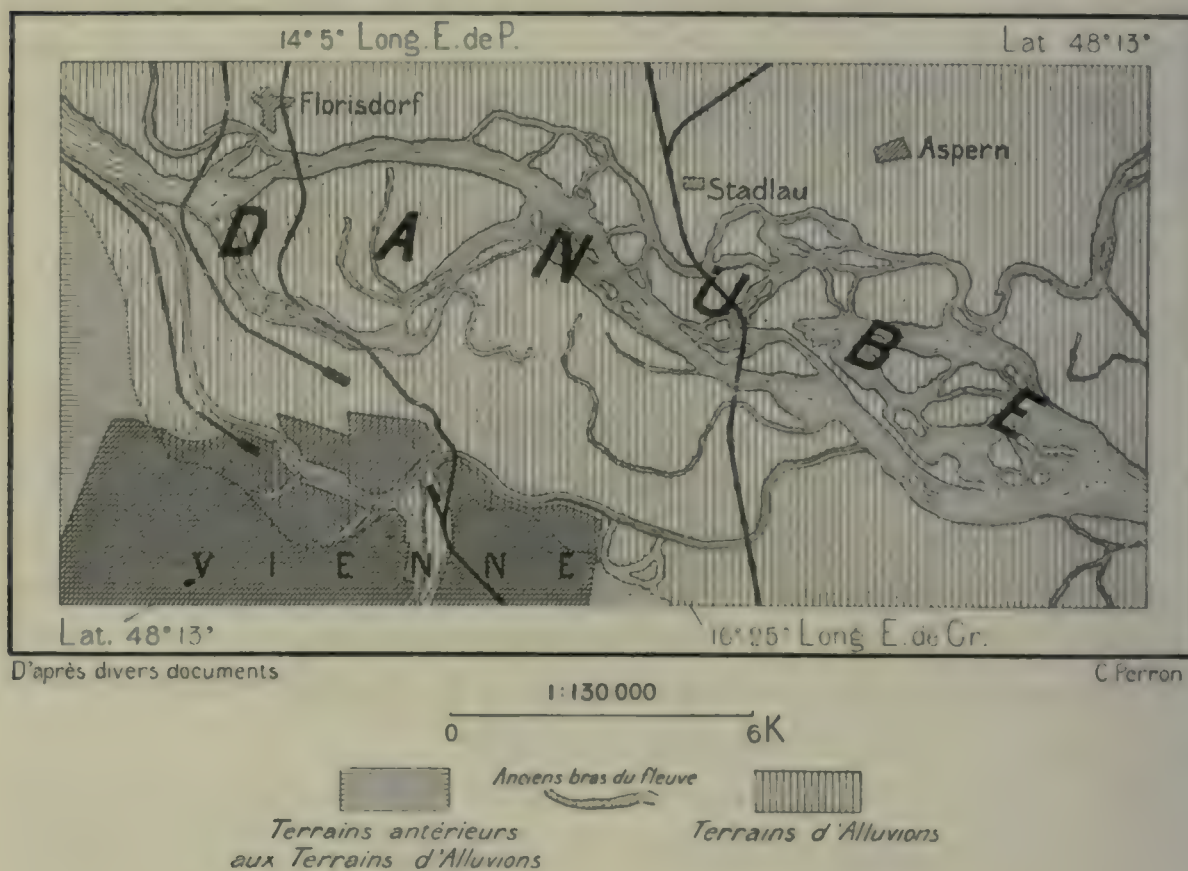 14° 5° Long. E. de P.
Lat 48°13°
Florisdorf
Aspern
Stadlau
DANUBE
VIENNE
Lat. 48°13°
16°25° Long E. de Gr.
D'après divers documents
C Perron
1:130 000
0 6K
Anciens bras du fleuve
Terrains antérieurs
aux Terrains d'Alluvions
Terrains d'Alluvions